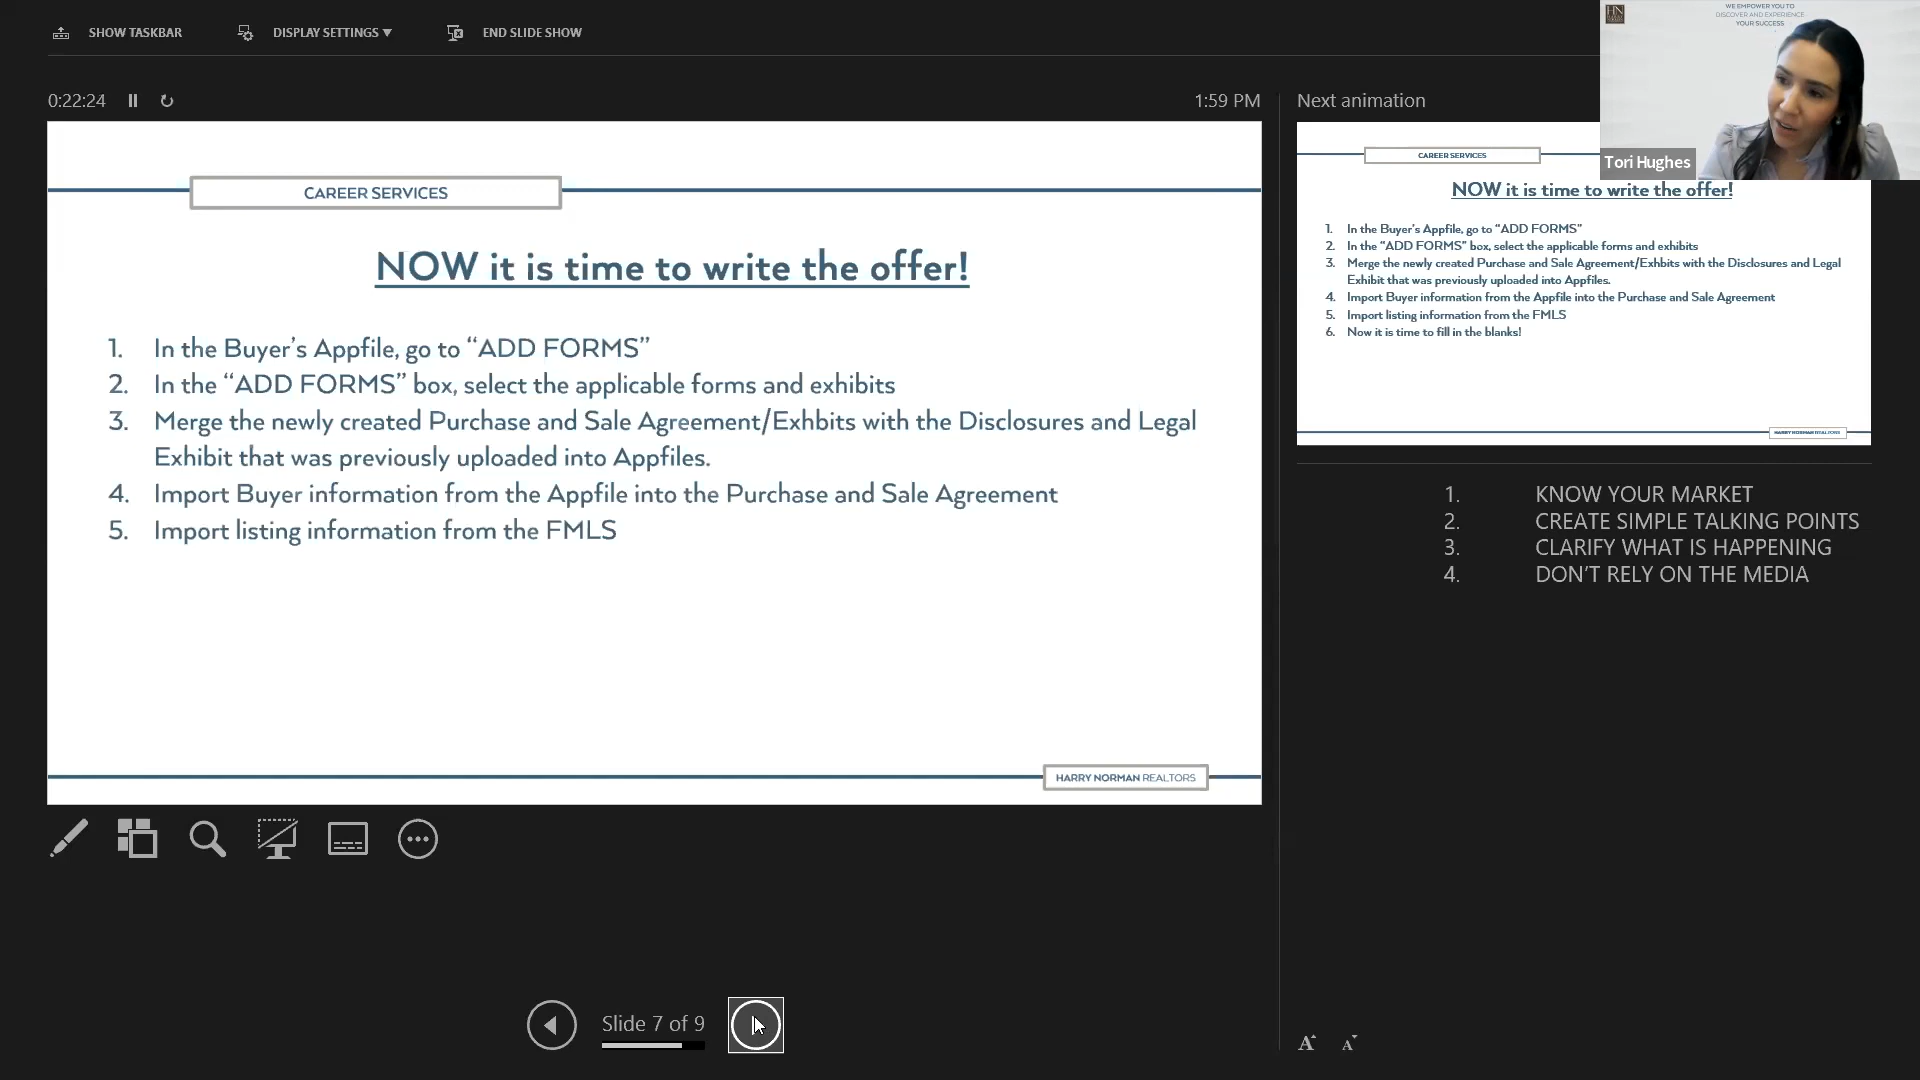 SHOW TASKBAR
DISPLAY SETTINGS ▼
END SLIDE SHOW
0:22:24
1:59 PM
CAREER SERVICES
NOW it is time to write the offer!
1. In the Buyer’s Appfile, go to “ADD FORMS”
2. In the “ADD FORMS” box, select the applicable forms and exhibits
3. Merge the newly created Purchase and Sale Agreement/Exhbits with the Disclosures and Legal
Exhibit that was previously uploaded into Appfiles.
4. Import Buyer information from the Appfile into the Purchase and Sale Agreement
5. Import listing information from the FMLS
HARRY NORMAN REALTORS
Slide 7 of 9
Next animation
HN
WE EMPOWER YOU TO
DISCOVER AND EXPERIENCE
YOUR SUCCESS
Tori Hughes
CAREER SERVICES
NOW it is time to write the offer!
1. In the Buyer’s Appfile, go to “ADD FORMS”
2. In the “ADD FORMS” box, select the applicable forms and exhibits
3. Merge the newly created Purchase and Sale Agreement/Exhbits with the Disclosures and Legal
Exhibit that was previously uploaded into Appfiles.
4. Import Buyer information from the Appfile into the Purchase and Sale Agreement
5. Import listing information from the FMLS
6. Now it is time to fill in the blanks!
HARRY NORMAN REALTORS
1. KNOW YOUR MARKET
2. CREATE SIMPLE TALKING POINTS
3. CLARIFY WHAT IS HAPPENING
4. DON’T RELY ON THE MEDIA
A A